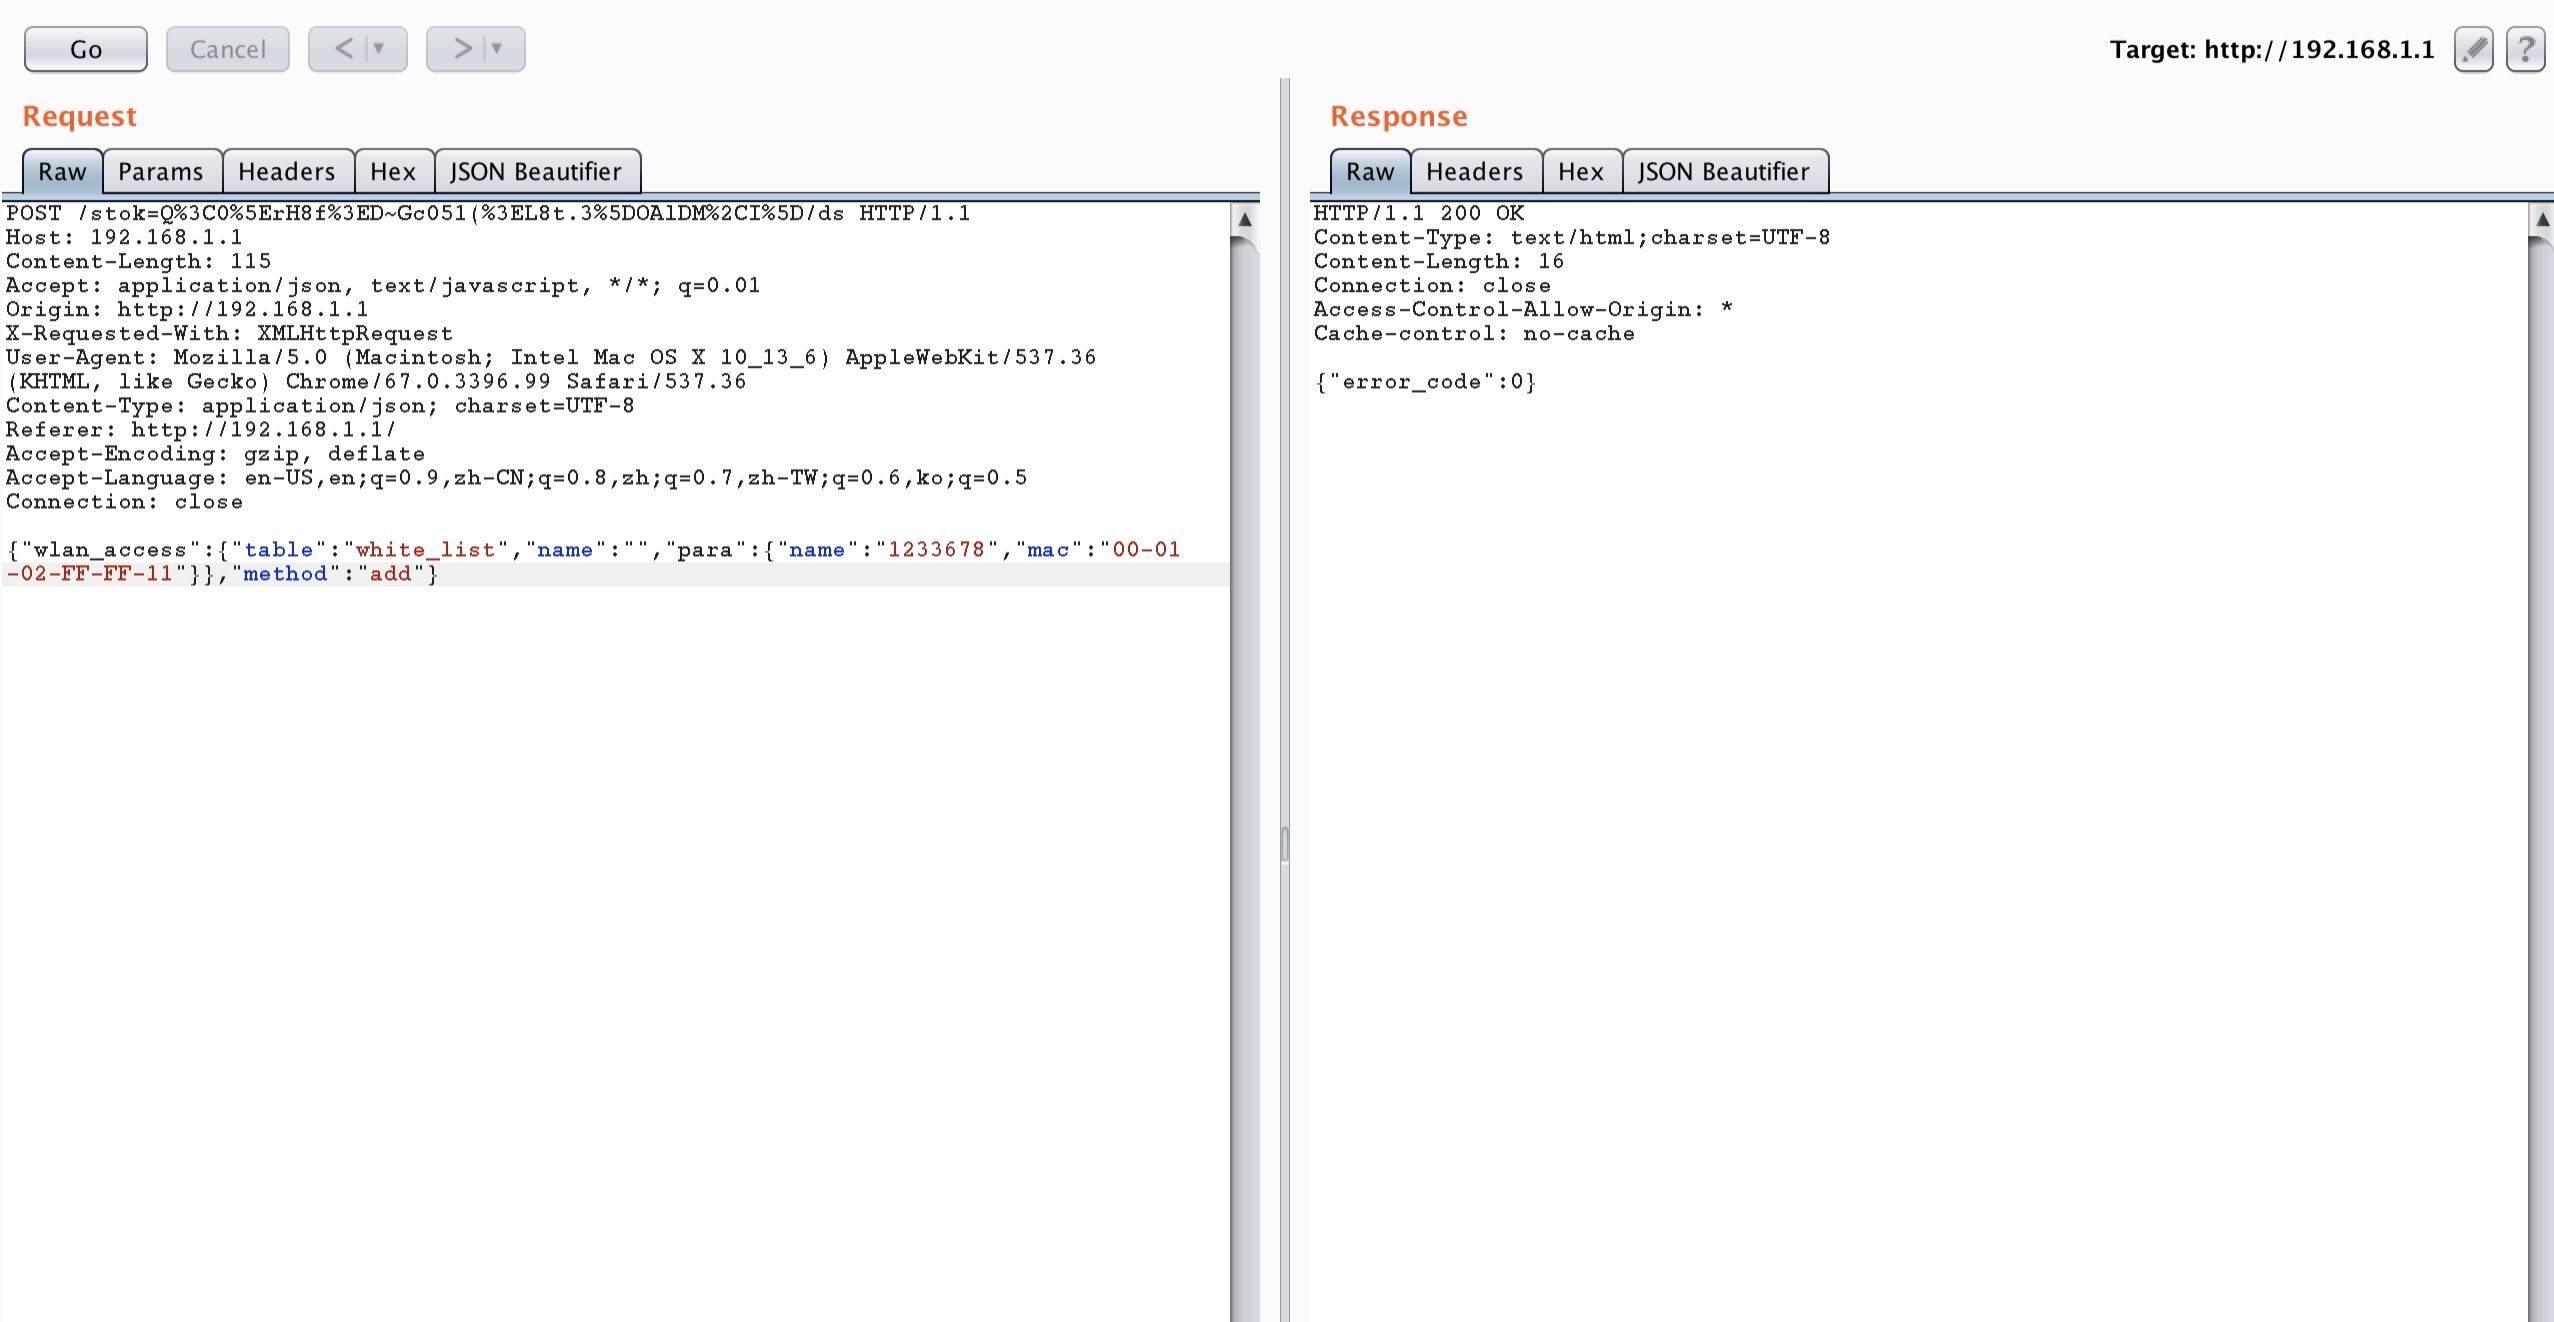 Go Cancel < ▼ > ▼ Target: http://192.168.1.1 ?
Request
Raw Params Headers Hex JSON Beautifier
POST /stok=Q%3C0%5ErH8f%3ED~Gc051(%3EL8t.3%5DOAlDM%2CI%5D/ds HTTP/1.1
Host: 192.168.1.1
Content-Length: 115
Accept: application/json, text/javascript, */*; q=0.01
Origin: http://192.168.1.1
X-Requested-With: XMLHttpRequest
User-Agent: Mozilla/5.0 (Macintosh; Intel Mac OS X 10_13_6) AppleWebKit/537.36
(KHTML, like Gecko) Chrome/67.0.3396.99 Safari/537.36
Content-Type: application/json; charset=UTF-8
Referer: http://192.168.1.1/
Accept-Encoding: gzip, deflate
Accept-Language: en-US,en;q=0.9,zh-CN;q=0.8,zh;q=0.7,zh-TW;q=0.6,ko;q=0.5
Connection: close
{"wlan_access":{"table":"white_list","name":"","para":{"name":"1233678","mac":"00-01
-02-FF-FF-11"}},"method":"add"}
Response
Raw Headers Hex JSON Beautifier
HTTP/1.1 200 OK
Content-Type: text/html;charset=UTF-8
Content-Length: 16
Connection: close
Access-Control-Allow-Origin: *
Cache-control: no-cache
{"error_code":0}